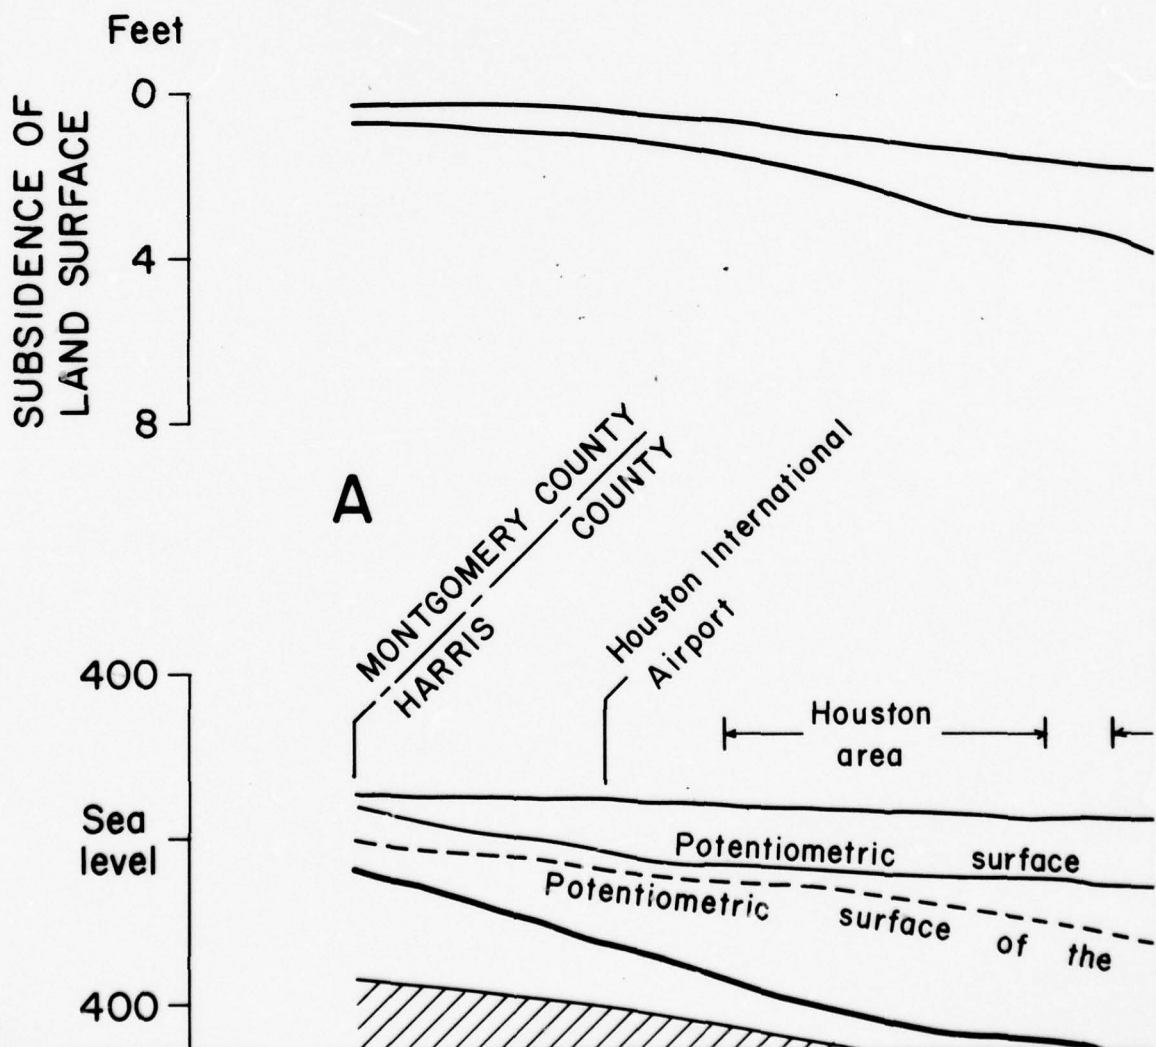 Feet
0
4
8
SUBSIDENCE OF
LAND SURFACE
A
MONTGOMERY COUNTY
HARRIS COUNTY
Houston International
Airport
400
Houston
area
Sea
level
Potentiometric surface
Potentiometric surface of the
400